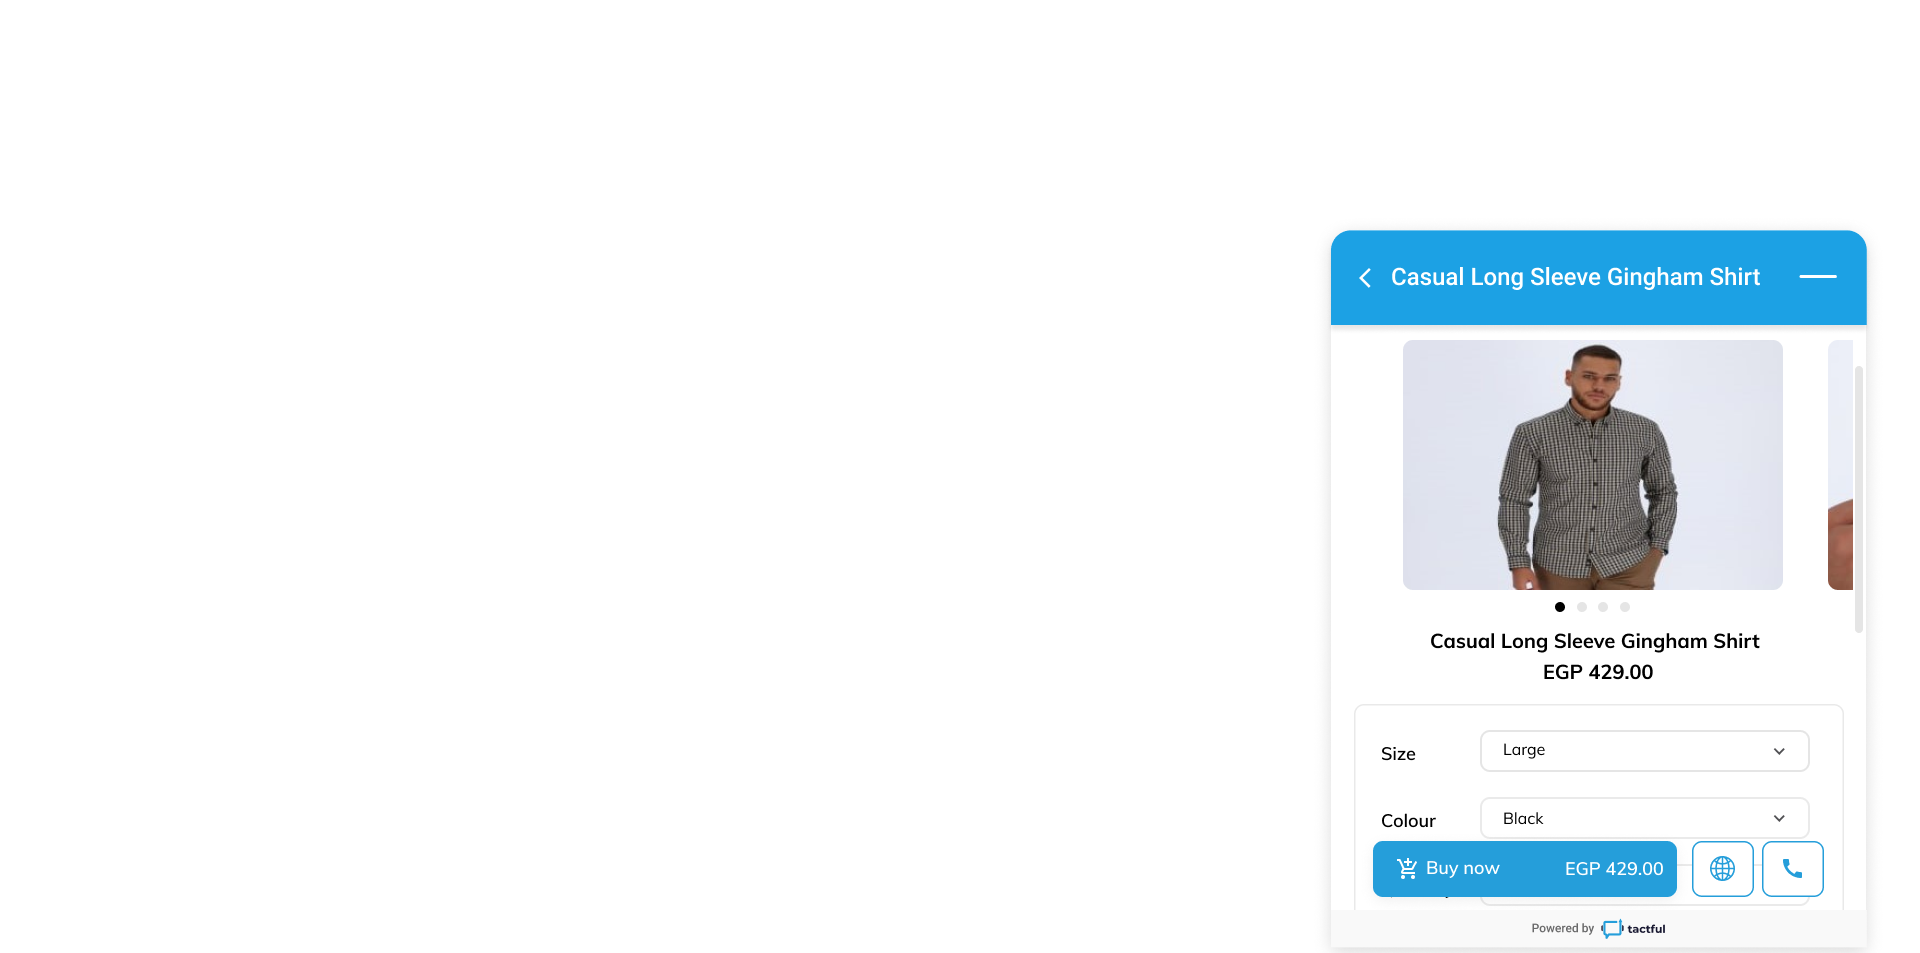 Casual Long Sleeve Gingham Shirt
Casual Long Sleeve Gingham Shirt
EGP 429.00
Size
Large
Colour
Black
Buy now
EGP 429.00
Powered by tactful